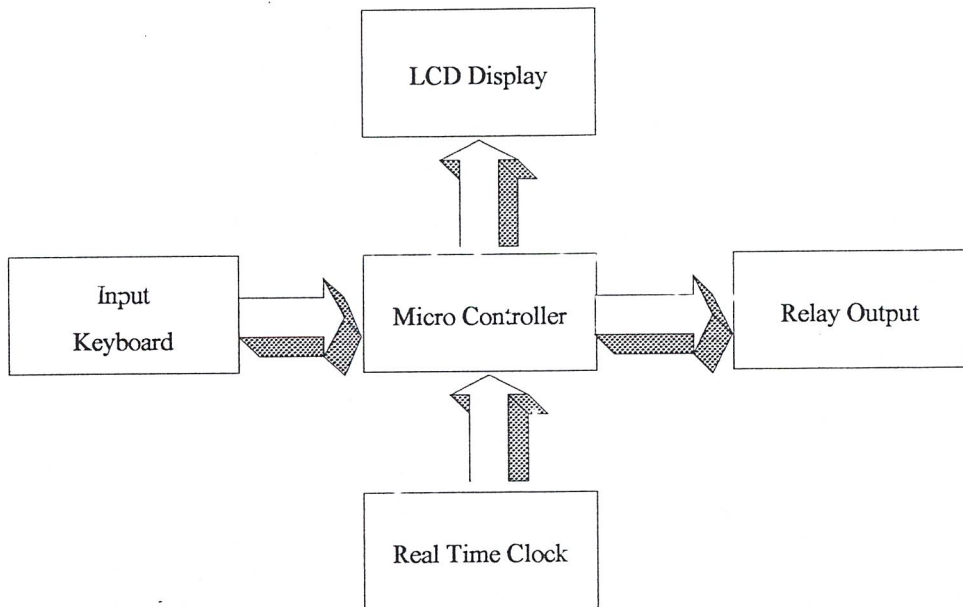 LCD Display
Input
Keyboard
Micro Controller
Relay Output
Real Time Clock